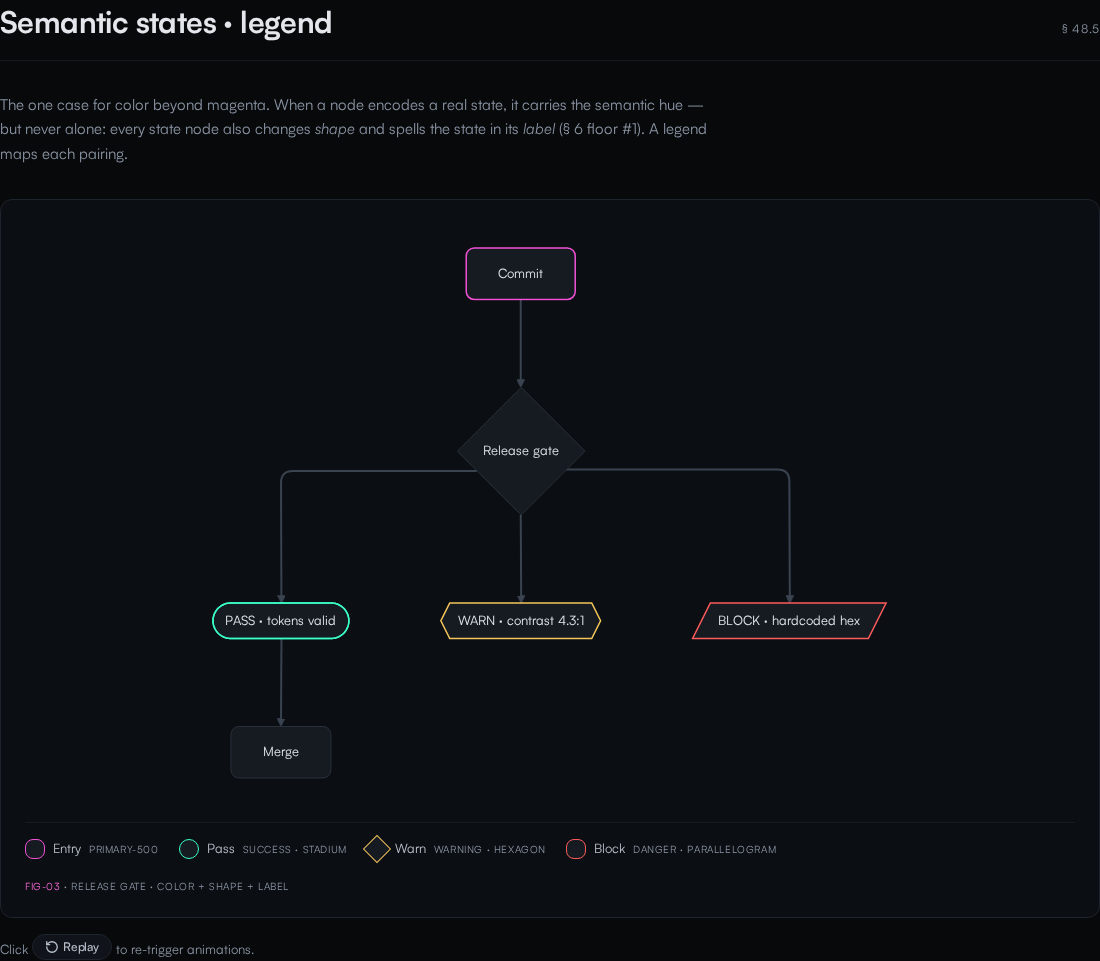 Semantic states · legend
§ 48.5
The one case for color beyond magenta. When a node encodes a real state, it carries the semantic hue —
but never alone: every state node also changes shape and spells the state in its label (§ 6 floor #1). A legend
maps each pairing.
Commit
Release gate
PASS · tokens valid
WARN · contrast 4.3:1
BLOCK · hardcoded hex
Merge
Entry PRIMARY-500
Pass SUCCESS · STADIUM
Warn WARNING · HEXAGON
Block DANGER · PARALLELOGRAM
FIG-03 · RELEASE GATE · COLOR + SHAPE + LABEL
Click Replay to re-trigger animations.